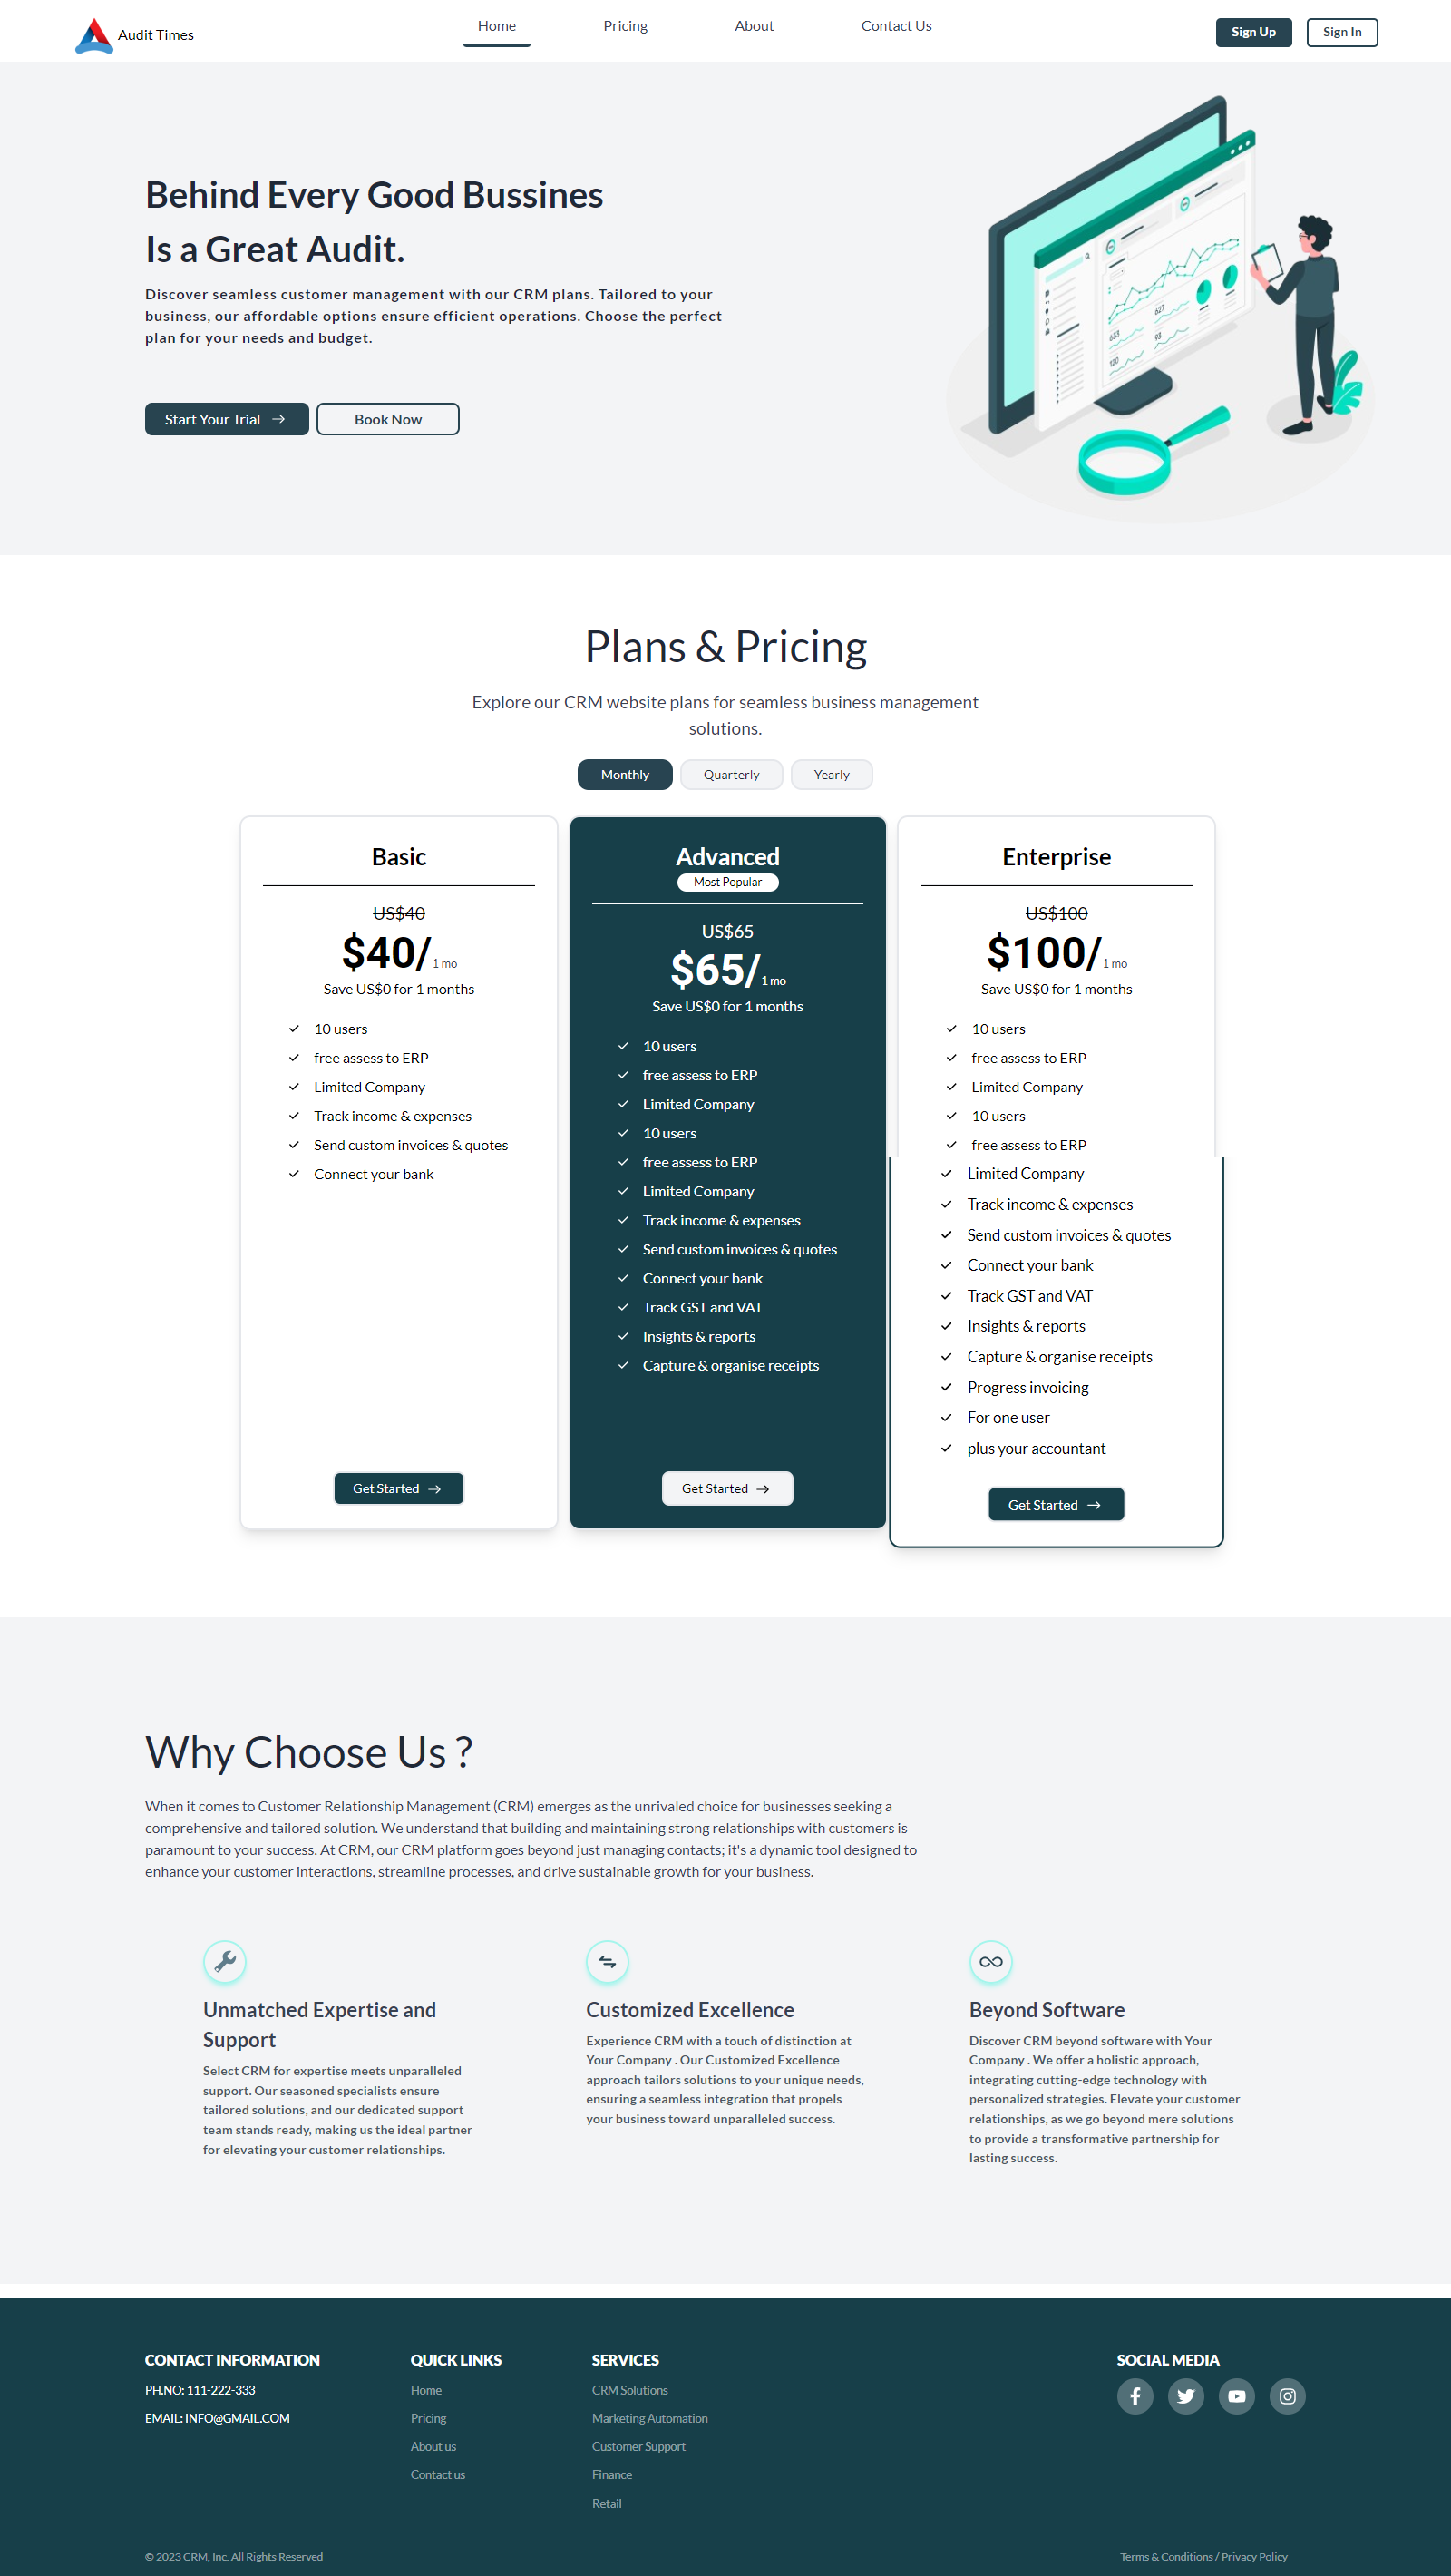 Audit Times
Home
Pricing
About
Contact Us
Sign Up
Sign In
Behind Every Good Bussines
Is a Great Audit.
Discover seamless customer management with our CRM plans. Tailored to your
business, our affordable options ensure efficient operations. Choose the perfect
plan for your needs and budget.
Start Your Trial
Book Now
633
627
120
93
Plans & Pricing
Explore our CRM website plans for seamless business management
solutions.
Monthly
Quarterly
Yearly
Basic
US$40
$40/ 1 mo
Save US$0 for 1 months
10 users
free assess to ERP
Limited Company
Track income & expenses
Send custom invoices & quotes
Connect your bank
Get Started
Advanced
Most Popular
US$65
$65/ 1 mo
Save US$0 for 1 months
10 users
free assess to ERP
Limited Company
10 users
free assess to ERP
Limited Company
Track income & expenses
Send custom invoices & quotes
Connect your bank
Track GST and VAT
Insights & reports
Capture & organise receipts
Get Started
Enterprise
US$100
$100/ 1 mo
Save US$0 for 1 months
10 users
free assess to ERP
Limited Company
10 users
free assess to ERP
Limited Company
Track income & expenses
Send custom invoices & quotes
Connect your bank
Track GST and VAT
Insights & reports
Capture & organise receipts
Progress invoicing
For one user
plus your accountant
Get Started
Why Choose Us ?
When it comes to Customer Relationship Management (CRM) emerges as the unrivaled choice for businesses seeking a
comprehensive and tailored solution. We understand that building and maintaining strong relationships with customers is
paramount to your success. At CRM, our CRM platform goes beyond just managing contacts; it's a dynamic tool designed to
enhance your customer interactions, streamline processes, and drive sustainable growth for your business.
Unmatched Expertise and
Support
Select CRM for expertise meets unparalleled
support. Our seasoned specialists ensure
tailored solutions, and our dedicated support
team stands ready, making us the ideal partner
for elevating your customer relationships.
Customized Excellence
Experience CRM with a touch of distinction at
Your Company . Our Customized Excellence
approach tailors solutions to your unique needs,
ensuring a seamless integration that propels
your business toward unparalleled success.
Beyond Software
Discover CRM beyond software with Your
Company . We offer a holistic approach,
integrating cutting-edge technology with
personalized strategies. Elevate your customer
relationships, as we go beyond mere solutions
to provide a transformative partnership for
lasting success.
CONTACT INFORMATION
PH.NO: 111-222-333
EMAIL: INFO@GMAIL.COM
QUICK LINKS
Home
Pricing
About us
Contact us
SERVICES
CRM Solutions
Marketing Automation
Customer Support
Finance
Retail
SOCIAL MEDIA
© 2023 CRM, Inc. All Rights Reserved
Terms & Conditions / Privacy Policy